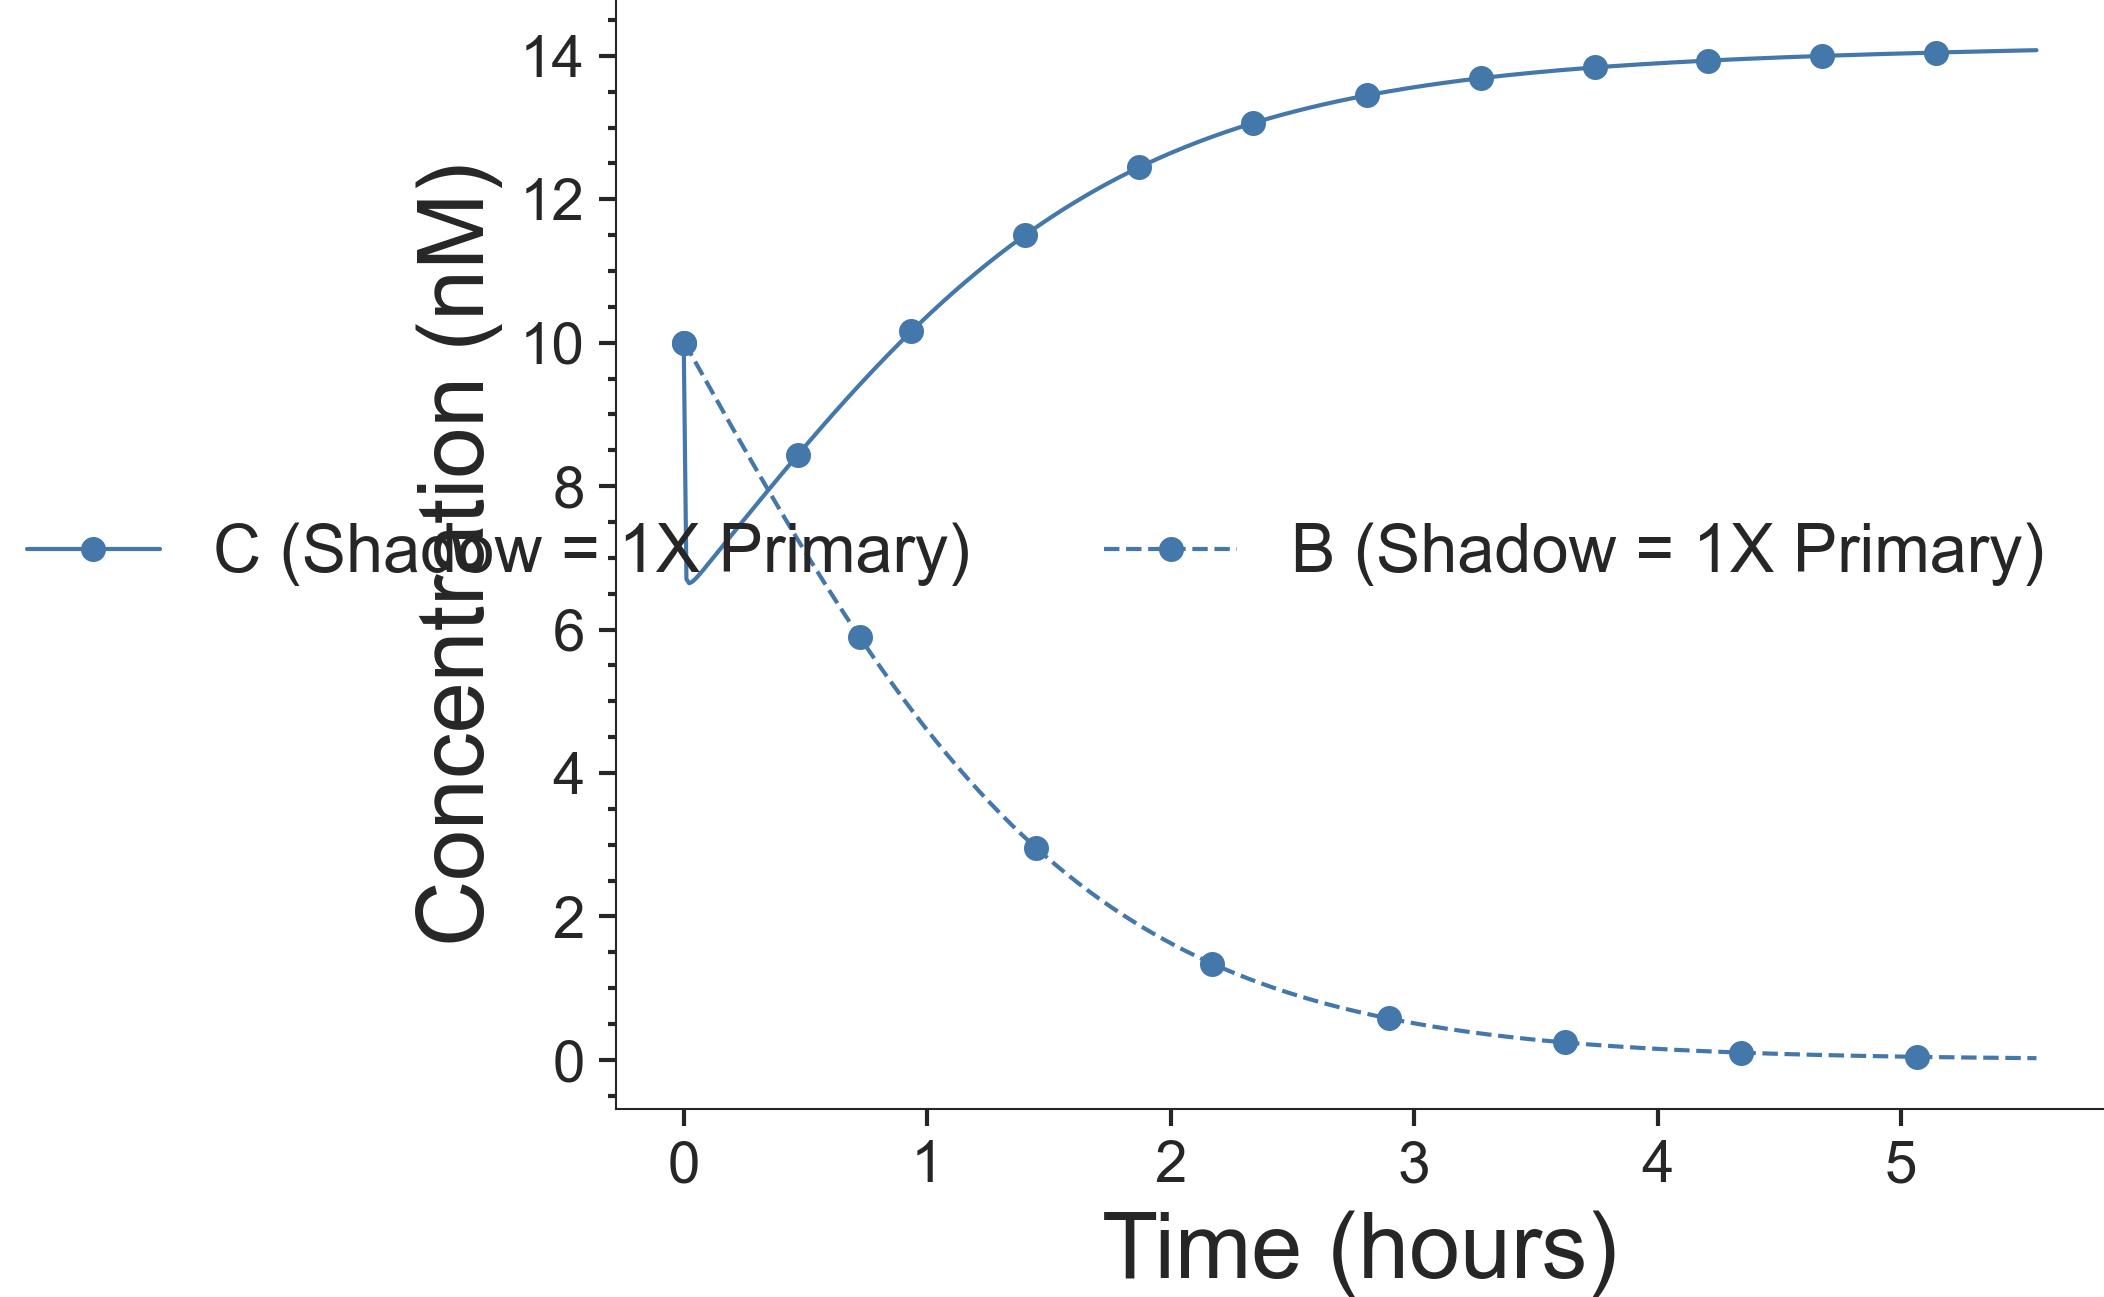 Concentration (nM)
14
12
10
8
6
4
2
0
C (Shadow = 1X Primary)
B (Shadow = 1X Primary)
0 1 2 3 4 5
Time (hours)